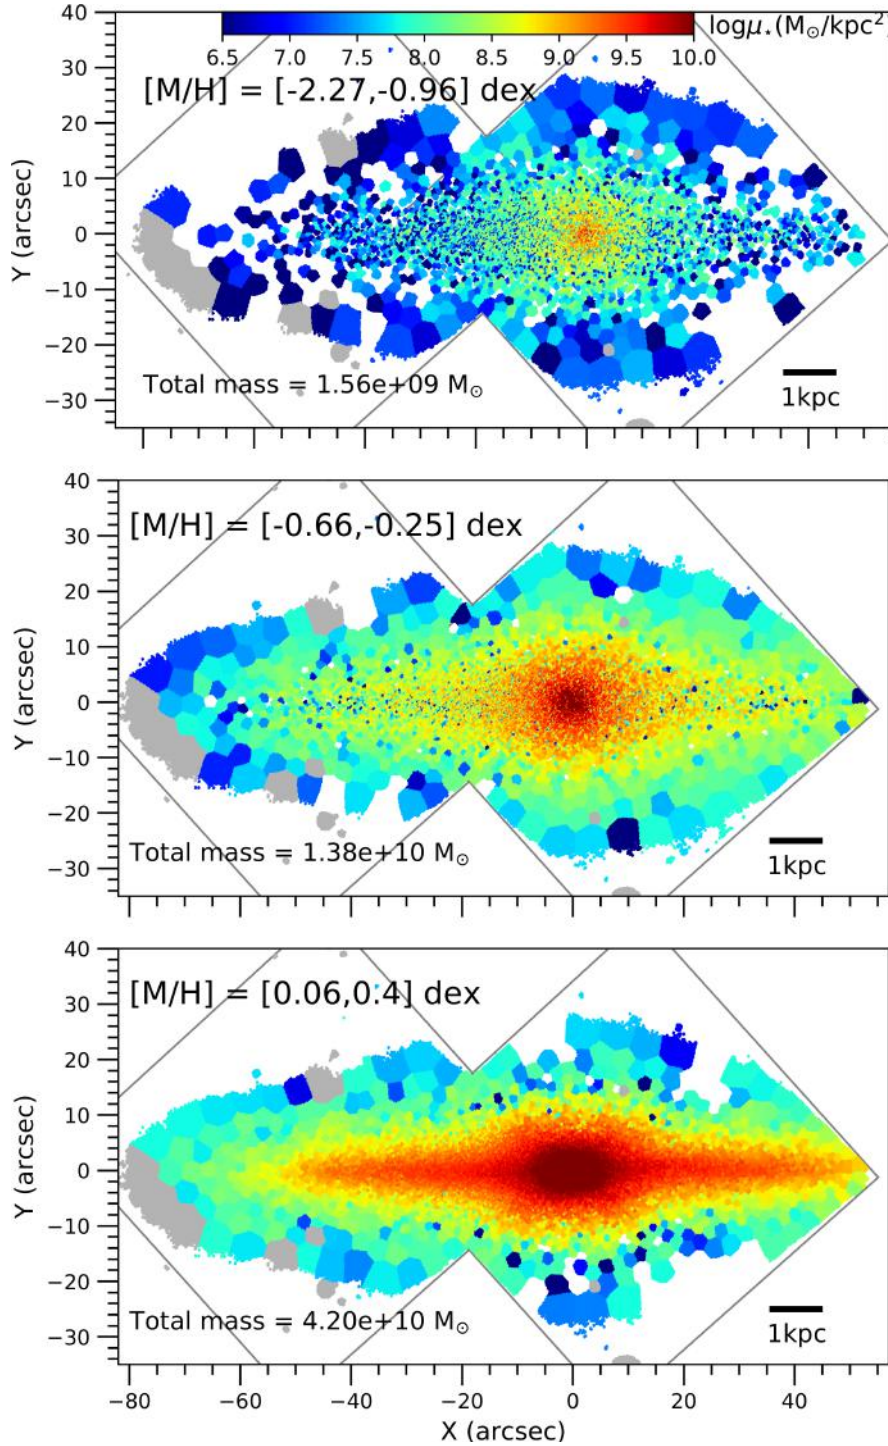 40
log μ⋆(M⊙/kpc²)
6.5 7.0 7.5 8.0 8.5 9.0 9.5 10.0
30
[M/H] = [-2.27,-0.96] dex
20
10
Y (arcsec)
0
−10
−20
Total mass = 1.56e+09 M⊙
1kpc
−30
40
[M/H] = [-0.66,-0.25] dex
30
20
10
Y (arcsec)
0
−10
−20
Total mass = 1.38e+10 M⊙
1kpc
−30
40
[M/H] = [0.06,0.4] dex
30
20
10
Y (arcsec)
0
−10
−20
Total mass = 4.20e+10 M⊙
1kpc
−30
−80 −60 −40 −20 0 20 40
X (arcsec)